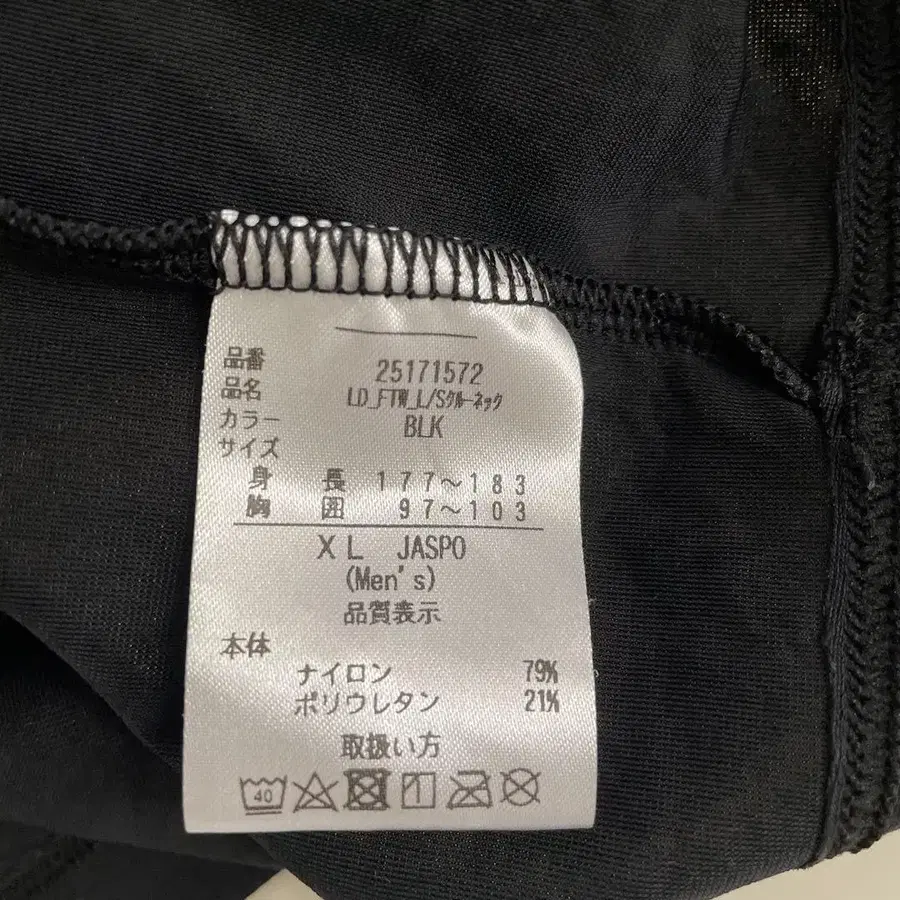 品番 25171572
品名 LD_FTW_L/Sクルーネック
カラー BLK
サイズ
身 長 177～183
胸 囲 97～103
XL JASPO
(Men's)
品質表示
本体
ナイロン 79%
ポリウレタン 21%
取扱い方
40